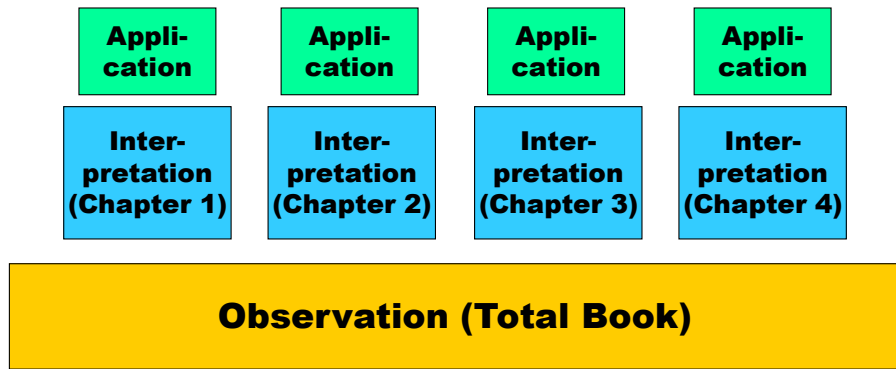 Appli-
cation
Appli-
cation
Appli-
cation
Appli-
cation
Inter-
pretation
(Chapter 1)
Inter-
pretation
(Chapter 2)
Inter-
pretation
(Chapter 3)
Inter-
pretation
(Chapter 4)
Observation (Total Book)